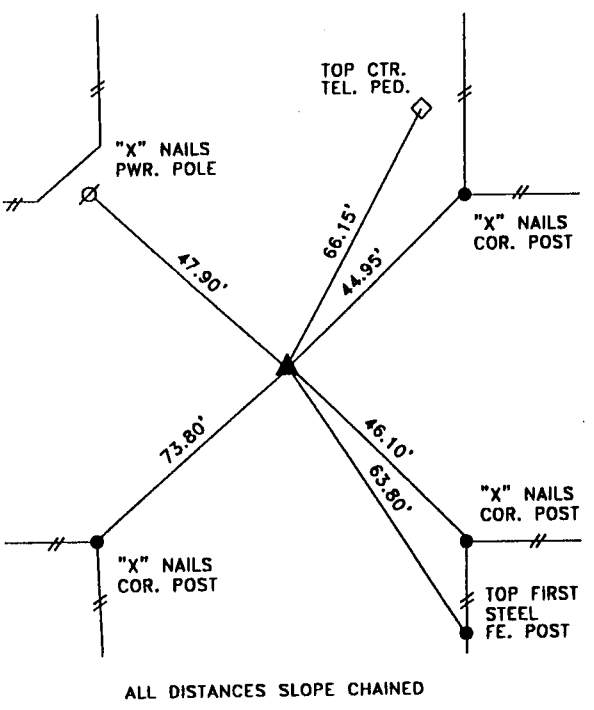 TOP CTR.
TEL. PED.
"X" NAILS
PWR. POLE
"X" NAILS
COR. POST
47.90'
66.15'
44.95'
73.80'
46.10'
63.80'
"X" NAILS
COR. POST
"X" NAILS
COR. POST
TOP FIRST
STEEL
FE. POST
ALL DISTANCES SLOPE CHAINED